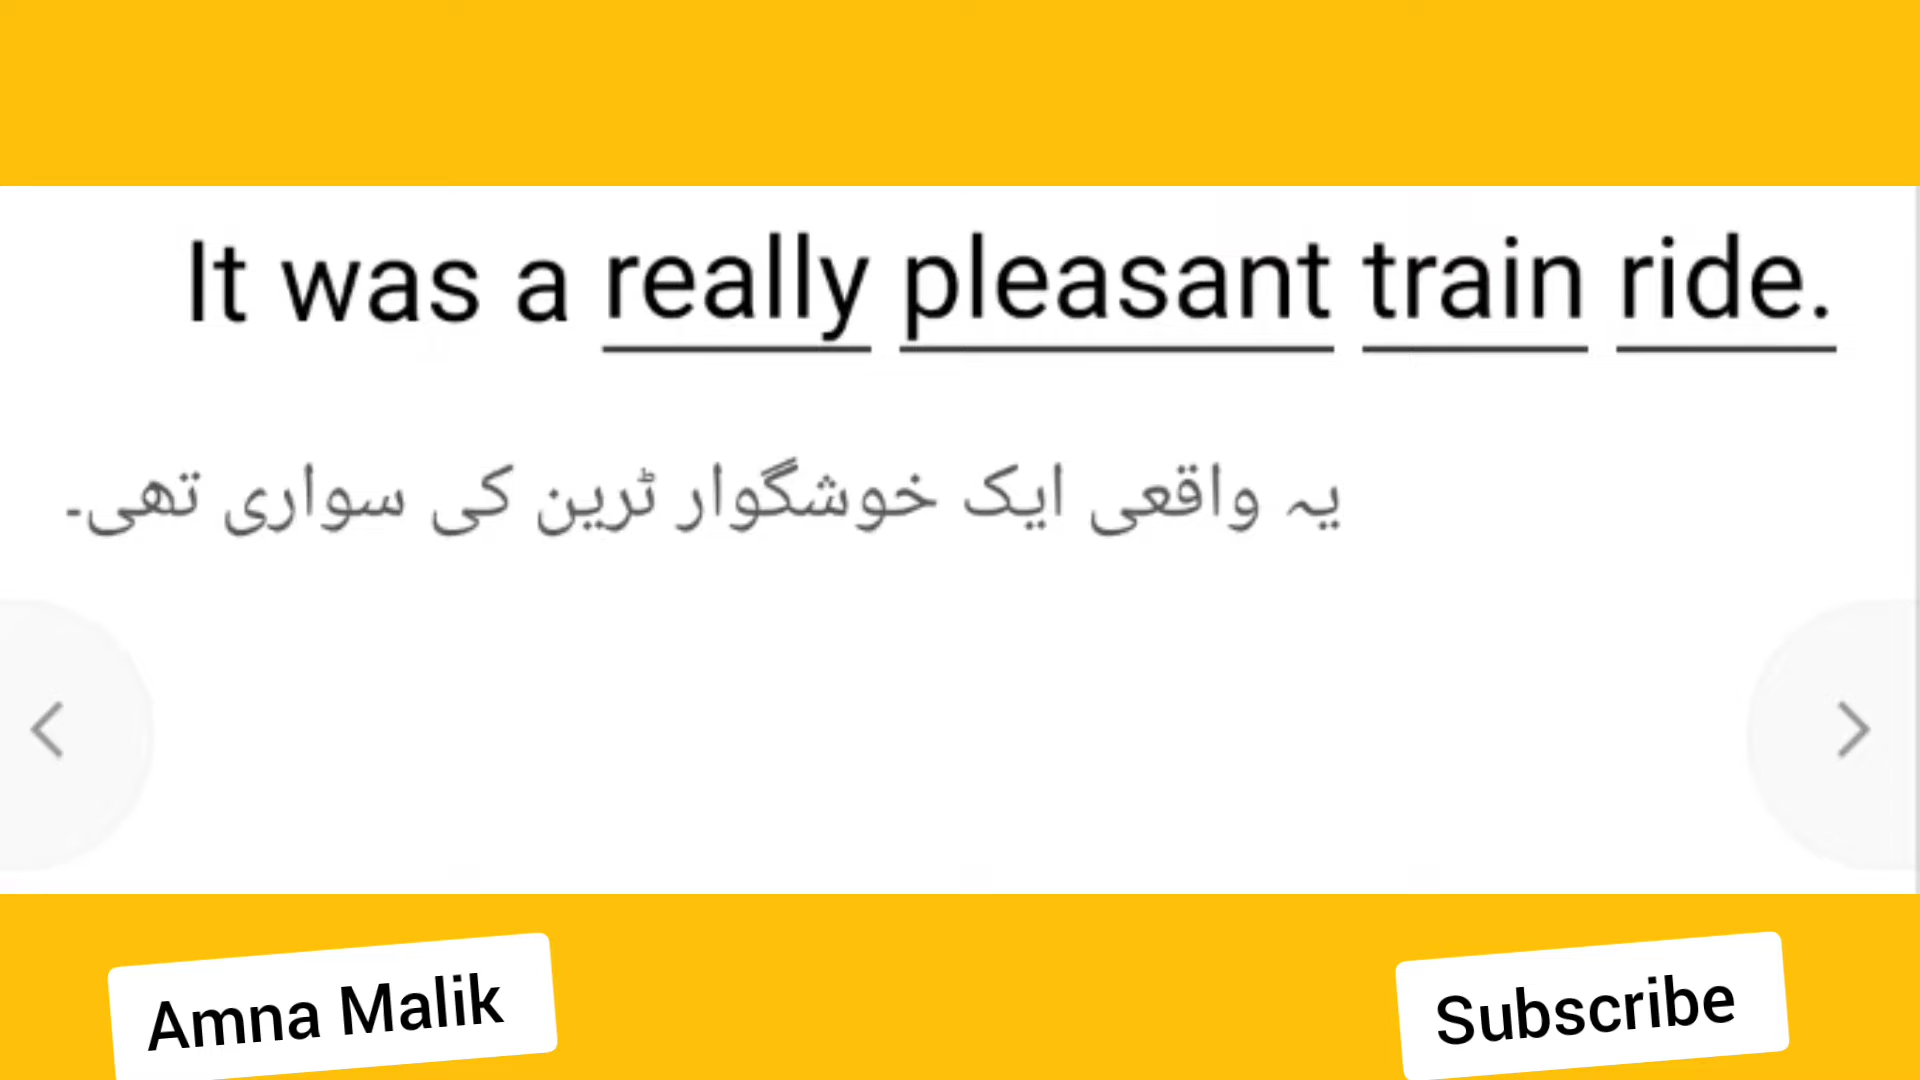 It was a really pleasant train ride.
یہ واقعی ایک خوشگوار ٹرین کی سواری تھی۔
Amna Malik
Subscribe